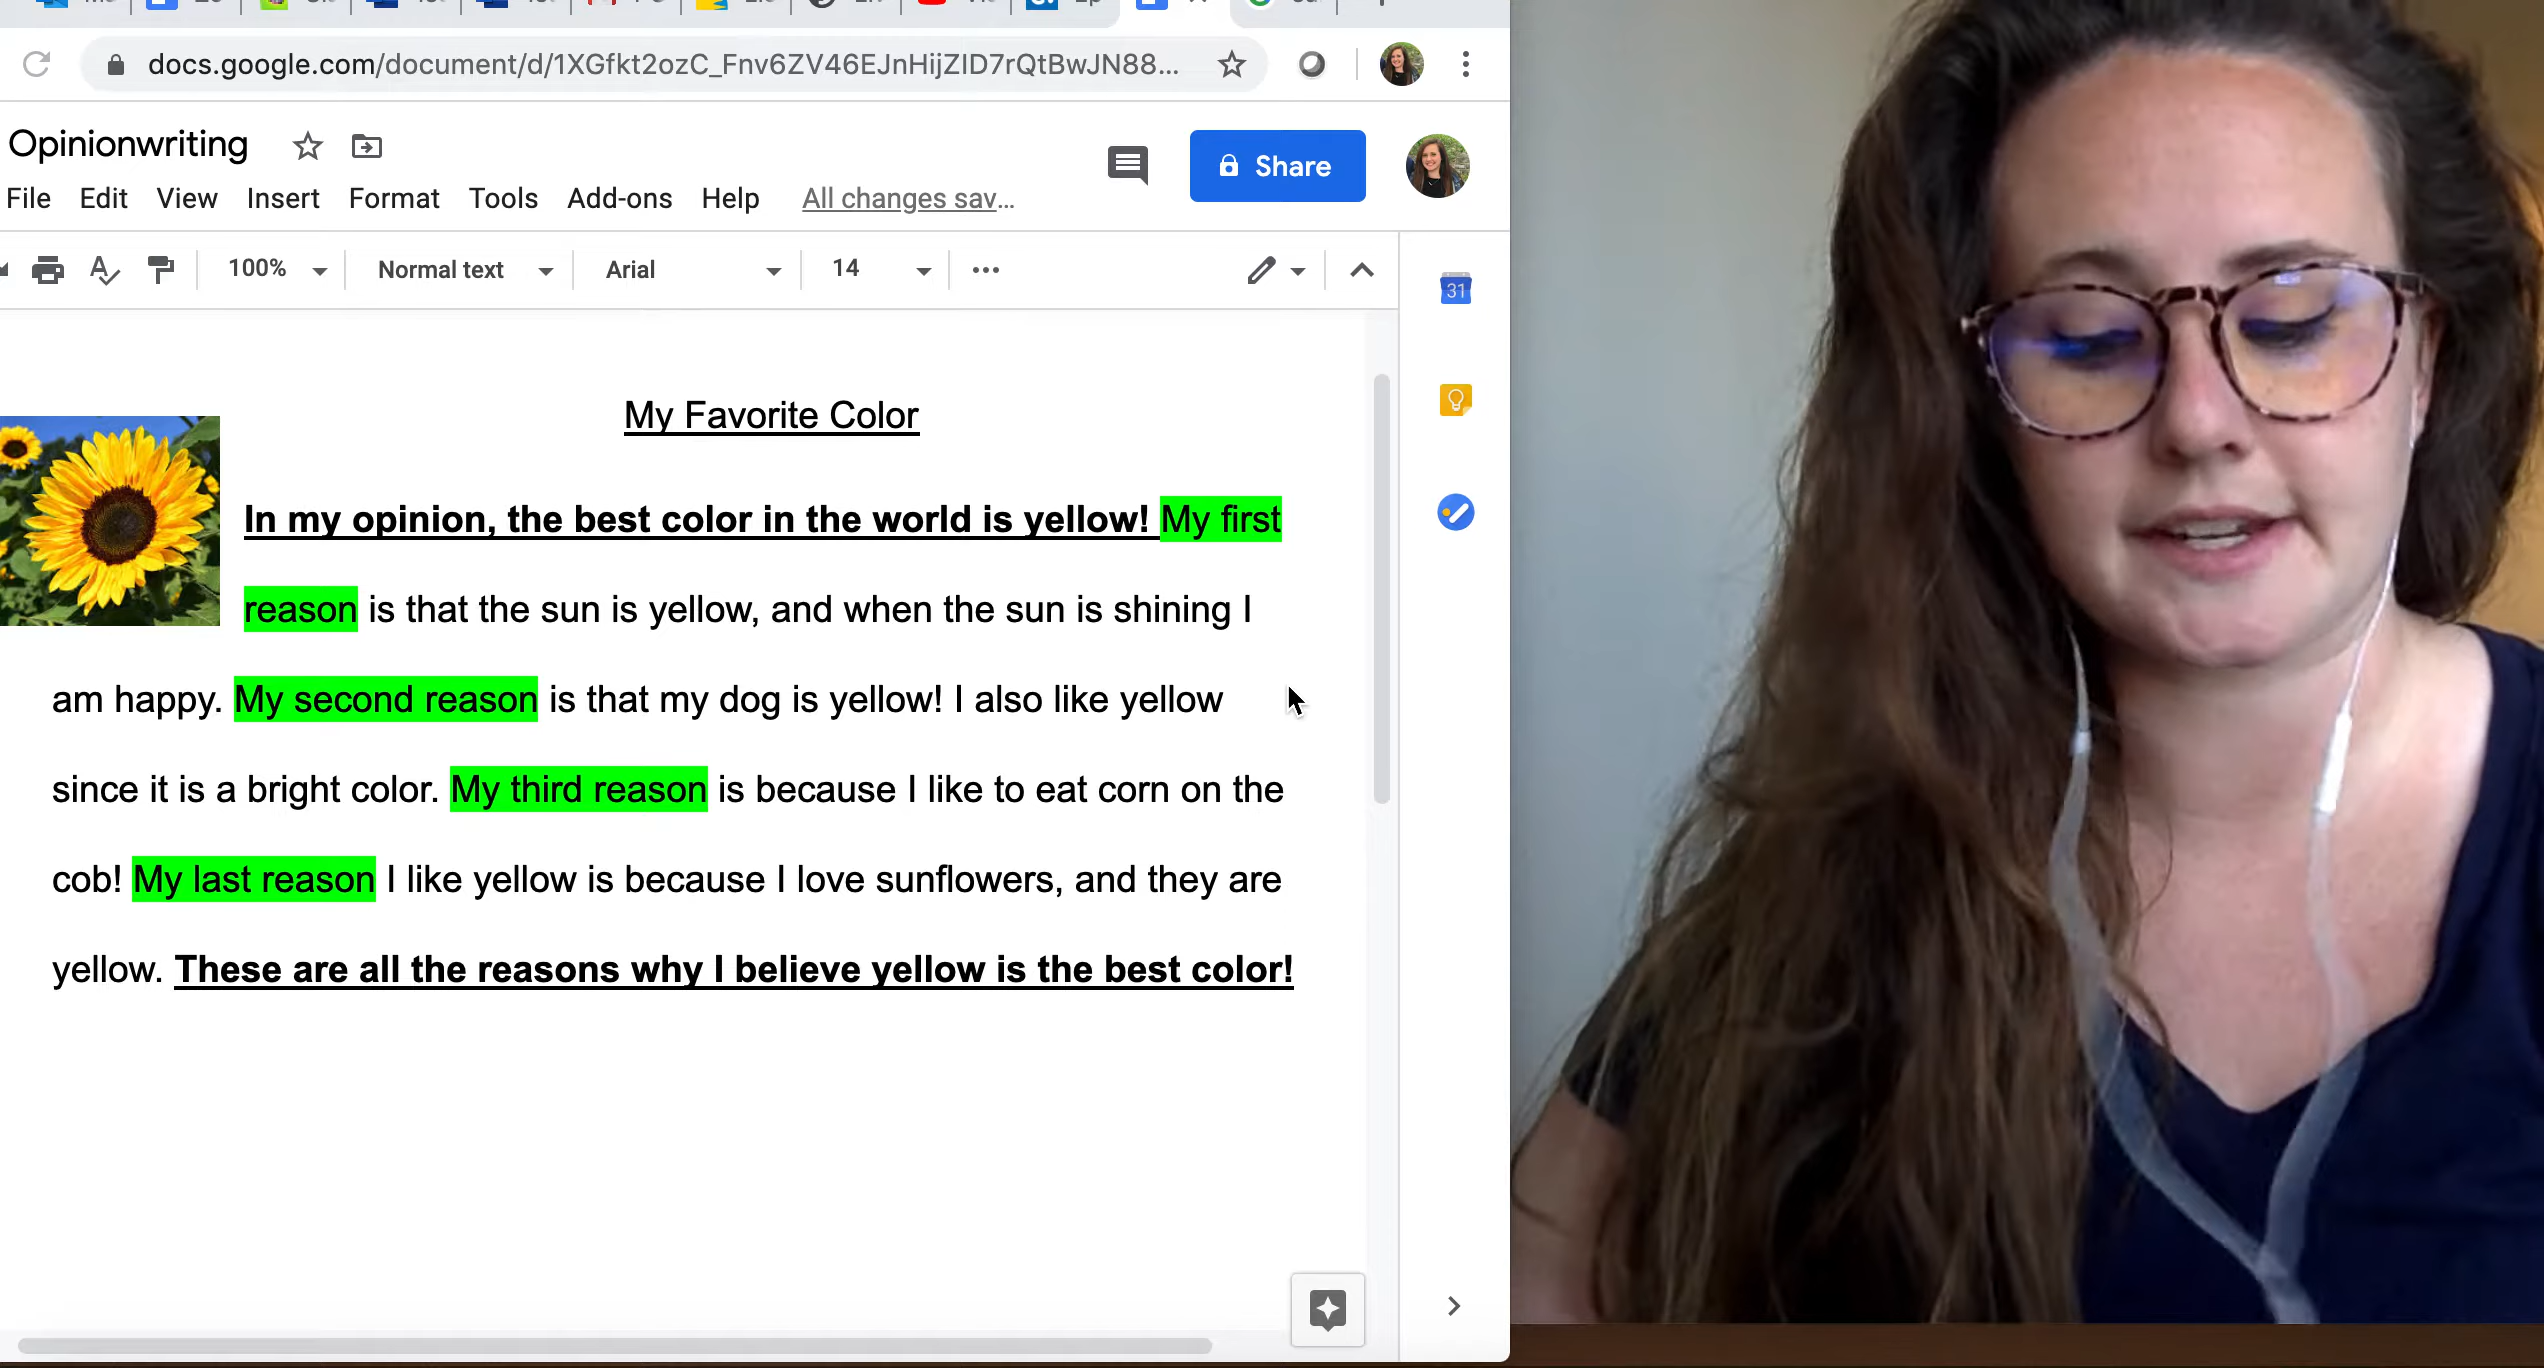 docs.google.com/document/d/1XGfkt2ozC_Fnv6ZV46EJnHijZID7rQtBwJN88...
Opinionwriting
Share
File Edit View Insert Format Tools Add-ons Help All changes sav...
100% Normal text Arial 14
31
My Favorite Color
In my opinion, the best color in the world is yellow! My first
reason is that the sun is yellow, and when the sun is shining I
am happy. My second reason is that my dog is yellow! I also like yellow
since it is a bright color. My third reason is because I like to eat corn on the
cob! My last reason I like yellow is because I love sunflowers, and they are
yellow. These are all the reasons why I believe yellow is the best color!